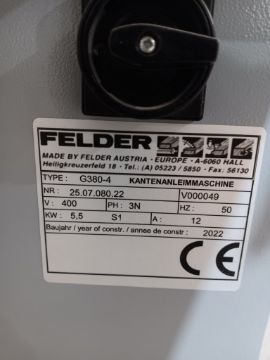 FELDER
MADE BY FELDER AUSTRIA · EUROPE · A-6060 HALL
Heiligkreuzerfeld 18 · Tel.: (A) 05223 / 5850 · Fax: 56130
TYPE: G380-4 KANTENANLEIMMASCHINE
NR: 25.07.080.22 V000049
V: 400 PH: 3N HZ: 50
KW: 5,5 S1 A: 12
Baujahr / year of constr. / année de constr. 2022
CE